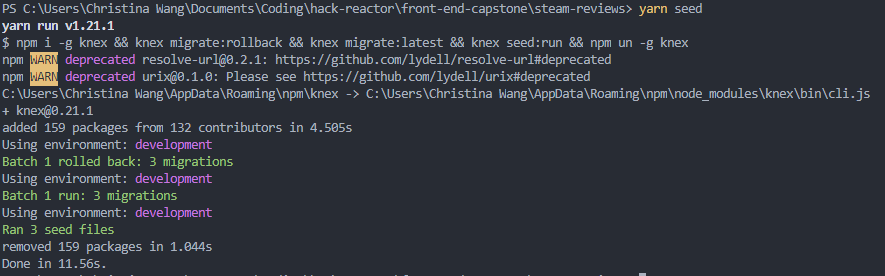 PS C:\Users\Christina Wang\Documents\Coding\hack-reactor\front-end-capstone\steam-reviews> yarn seed
yarn run v1.21.1
$ npm i -g knex && knex migrate:rollback && knex migrate:latest && knex seed:run && npm un -g knex
npm WARN deprecated resolve-url@0.2.1: https://github.com/lydell/resolve-url#deprecated
npm WARN deprecated urix@0.1.0: Please see https://github.com/lydell/urix#deprecated
C:\Users\Christina Wang\AppData\Roaming\npm\knex -> C:\Users\Christina Wang\AppData\Roaming\npm\node_modules\knex\bin\cli.js
+ knex@0.21.1
added 159 packages from 132 contributors in 4.505s
Using environment: development
Batch 1 rolled back: 3 migrations
Using environment: development
Batch 1 run: 3 migrations
Using environment: development
Ran 3 seed files
removed 159 packages in 1.044s
Done in 11.56s.